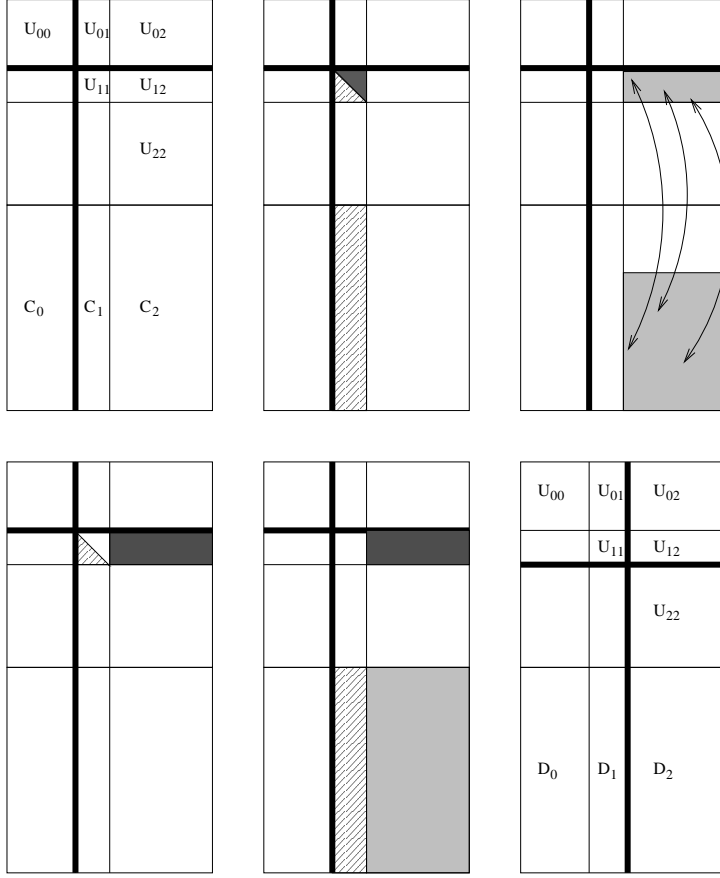 U₀₀ U₀₁ U₀₂
U₁₁ U₁₂
U₂₂
C₀ C₁ C₂
U₀₀ U₀₁ U₀₂
U₁₁ U₁₂
U₂₂
D₀ D₁ D₂